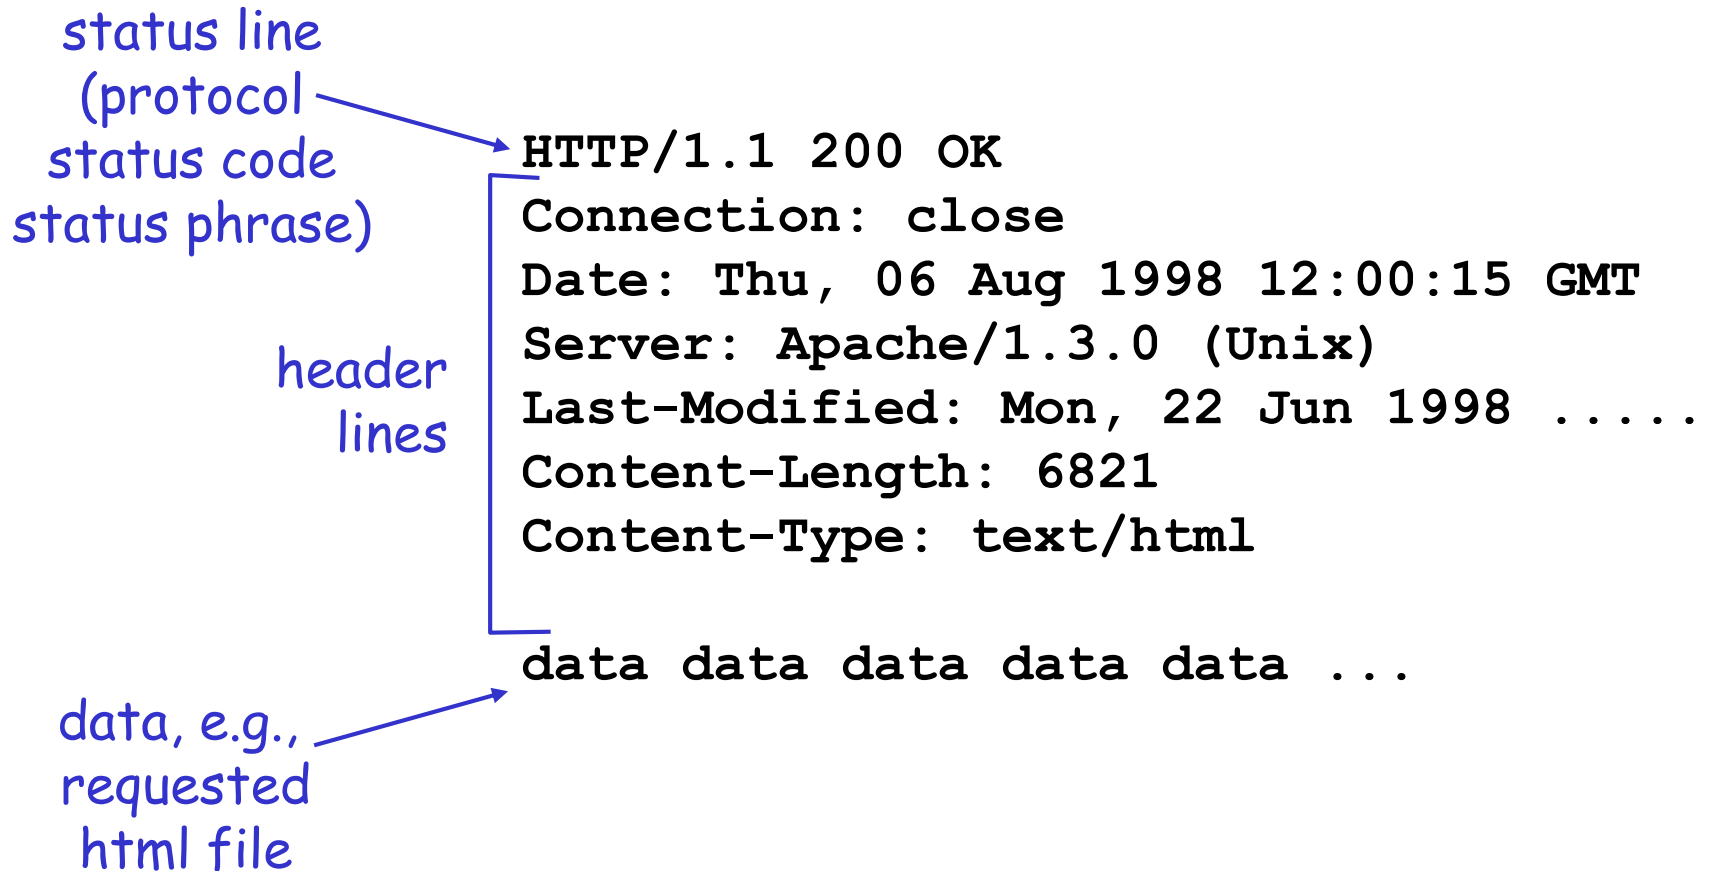 status line
(protocol
status code
status phrase)
HTTP/1.1 200 OK
Connection: close
Date: Thu, 06 Aug 1998 12:00:15 GMT
Server: Apache/1.3.0 (Unix)
Last-Modified: Mon, 22 Jun 1998 .....
Content-Length: 6821
Content-Type: text/html
header
lines
data data data data data ...
data, e.g.,
requested
html file